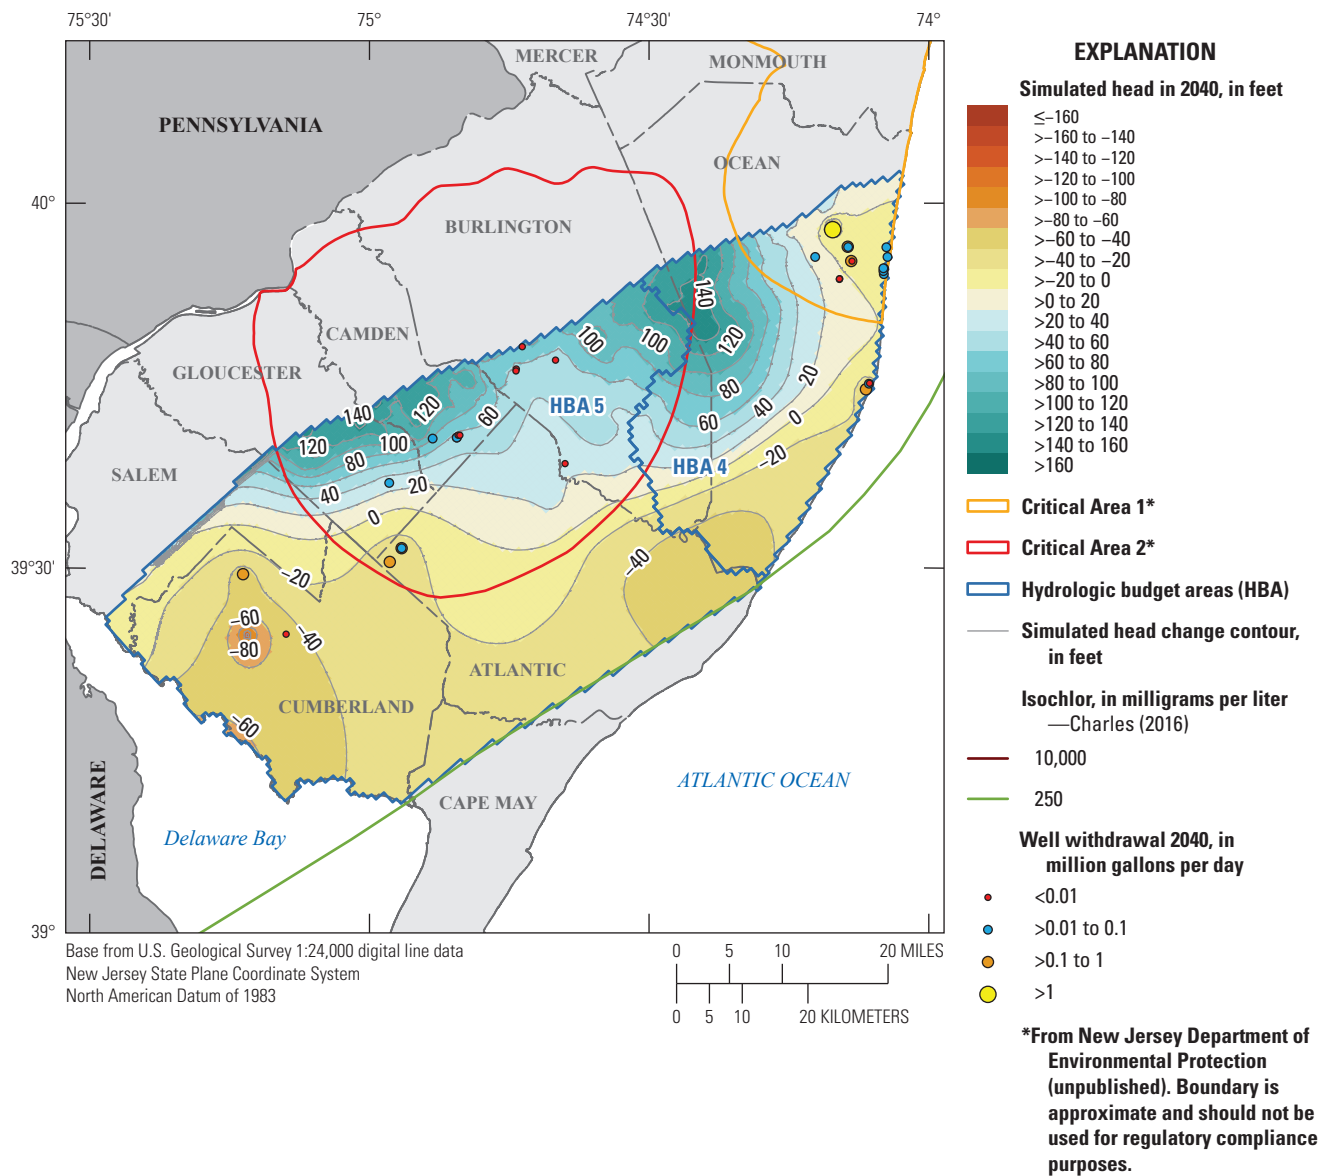 75°30'
75°
74°30'
74°
MERCER
MONMOUTH
PENNSYLVANIA
OCEAN
40°
BURLINGTON
140
CAMDEN
100
100
120
GLOUCESTER
20
80
HBA 5
140
120
60
40
0
60
120
100
80
HBA 4
-20
SALEM
40
20
0
39°30'
-40
-20
-60
-40
-80
ATLANTIC
CUMBERLAND
-60
DELAWARE
ATLANTIC OCEAN
CAPE MAY
Delaware Bay
39°
Base from U.S. Geological Survey 1:24,000 digital line data
New Jersey State Plane Coordinate System
North American Datum of 1983
0 5 10 20 MILES
0 5 10 20 KILOMETERS
EXPLANATION
Simulated head in 2040, in feet
≤−160
>−160 to −140
>−140 to −120
>−120 to −100
>−100 to −80
>−80 to −60
>−60 to −40
>−40 to −20
>−20 to 0
>0 to 20
>20 to 40
>40 to 60
>60 to 80
>80 to 100
>100 to 120
>120 to 140
>140 to 160
>160
Critical Area 1*
Critical Area 2*
Hydrologic budget areas (HBA)
Simulated head change contour,
in feet
Isochlor, in milligrams per liter
—Charles (2016)
10,000
250
Well withdrawal 2040, in
million gallons per day
<0.01
>0.01 to 0.1
>0.1 to 1
>1
*From New Jersey Department of
Environmental Protection
(unpublished). Boundary is
approximate and should not be
used for regulatory compliance
purposes.